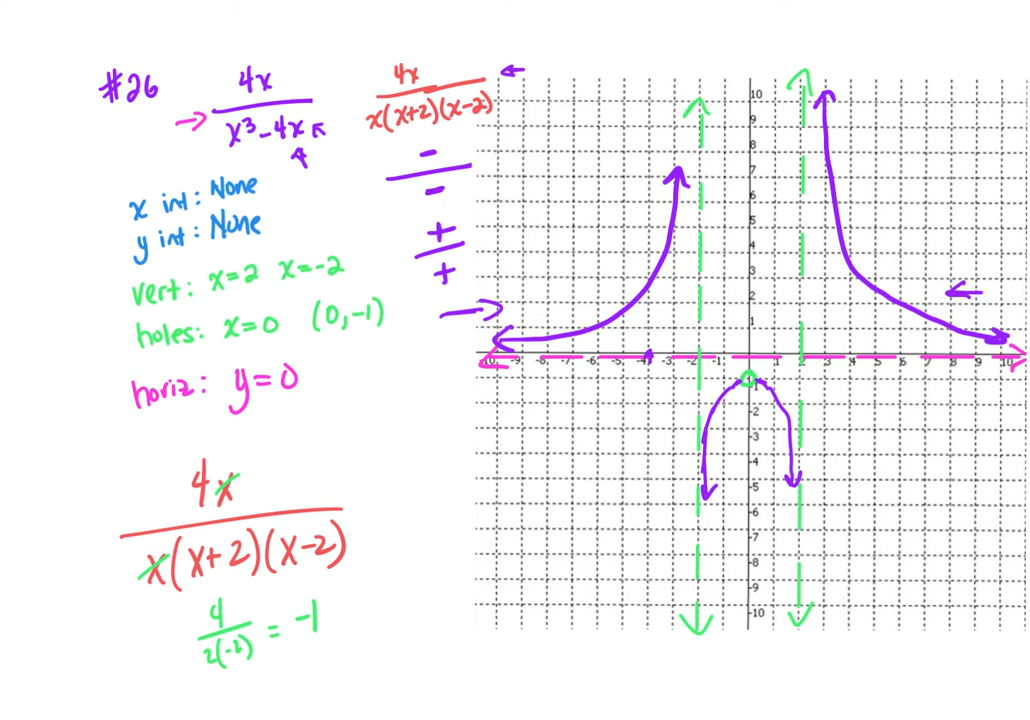 #26
4x
x³ - 4x
4x
x(x+2)(x-2)
-
-
+
+
x int: None
y int: None
vert: x=2 x=-2
holes: x=0 (0,-1)
horiz: y=0
4x
x(x+2)(x-2)
4
2(-2)
= -1
10
9
8
7
6
5
4
3
2
1
-10 -9 -8 -7 -6 -5 -4 -3 -2 -1 1 2 3 4 5 6 7 8 9 10
-1
-2
-3
-4
-5
-6
-7
-8
-9
-10